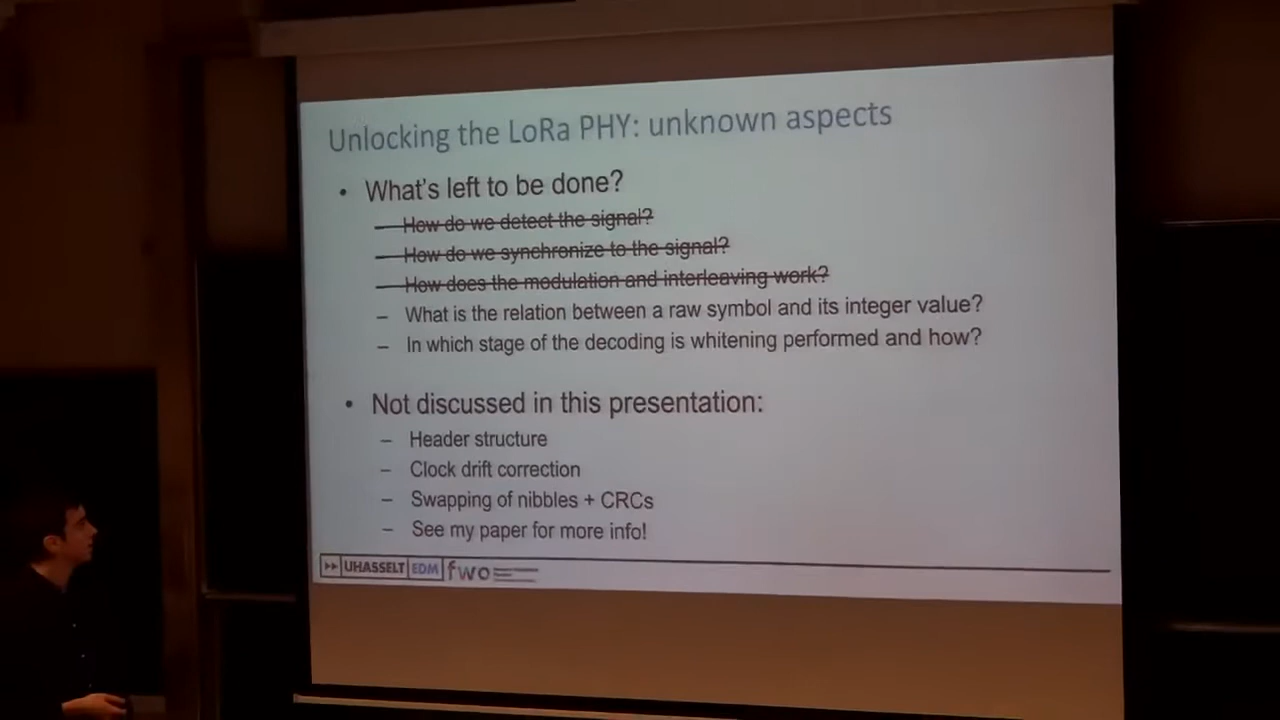 Unlocking the LoRa PHY: unknown aspects
• What's left to be done?
– How do we detect the signal?
– How do we synchronize to the signal?
– How does the modulation and interleaving work?
– What is the relation between a raw symbol and its integer value?
– In which stage of the decoding is whitening performed and how?
• Not discussed in this presentation:
– Header structure
– Clock drift correction
– Swapping of nibbles + CRCs
– See my paper for more info!
UHASSELT EDM fwo